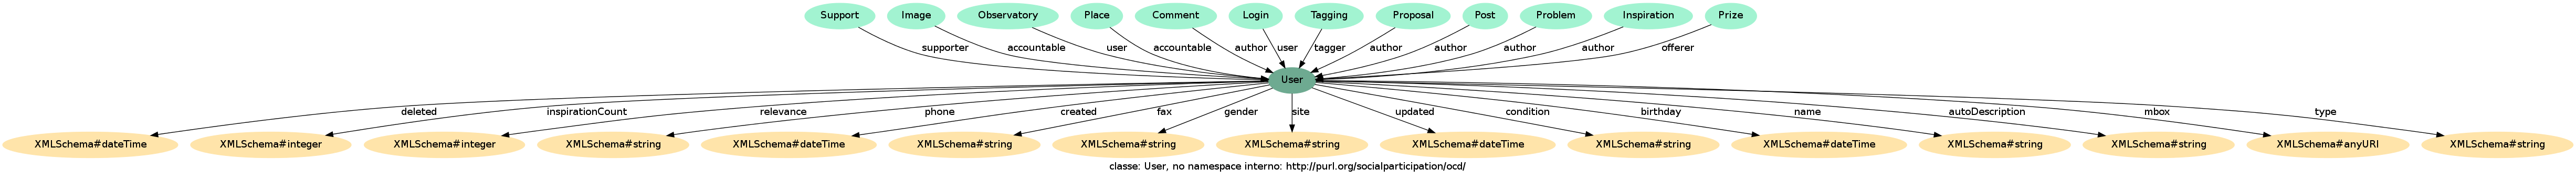 Support Image Observatory Place Comment Login Tagging Proposal Post Problem Inspiration Prize
supporter accountable user accountable author user tagger author author author author offerer
User
deleted inspirationCount relevance phone created fax gender site updated condition birthday name autoDescription mbox type
XMLSchema#dateTime XMLSchema#integer XMLSchema#integer XMLSchema#string XMLSchema#dateTime XMLSchema#string XMLSchema#string XMLSchema#string XMLSchema#dateTime XMLSchema#string XMLSchema#dateTime XMLSchema#string XMLSchema#string XMLSchema#anyURI XMLSchema#string
classe: User, no namespace interno: http://purl.org/socialparticipation/ocd/